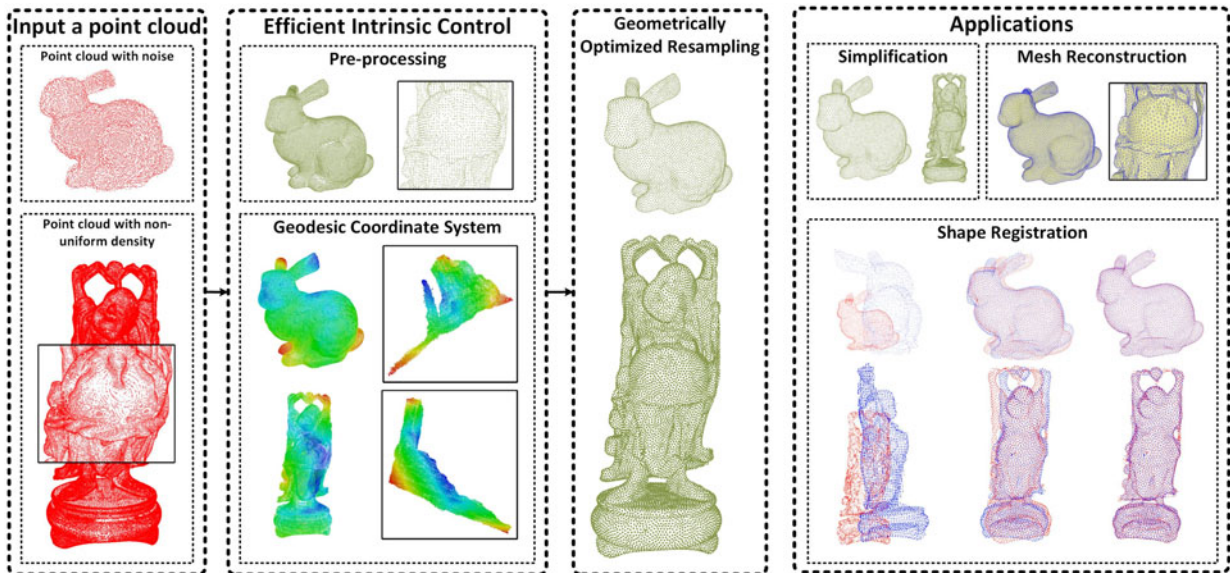 Input a point cloud
Point cloud with noise
Point cloud with non-
uniform density
Efficient Intrinsic Control
Pre-processing
Geodesic Coordinate System
Geometrically
Optimized Resampling
Applications
Simplification
Mesh Reconstruction
Shape Registration